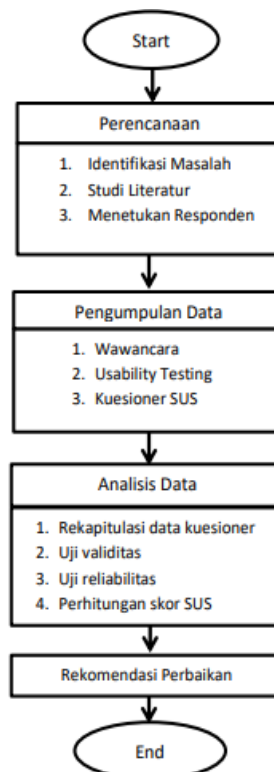 Start
Perencanaan
1. Identifikasi Masalah
2. Studi Literatur
3. Menetukan Responden
Pengumpulan Data
1. Wawancara
2. Usability Testing
3. Kuesioner SUS
Analisis Data
1. Rekapitulasi data kuesioner
2. Uji validitas
3. Uji reliabilitas
4. Perhitungan skor SUS
Rekomendasi Perbaikan
End